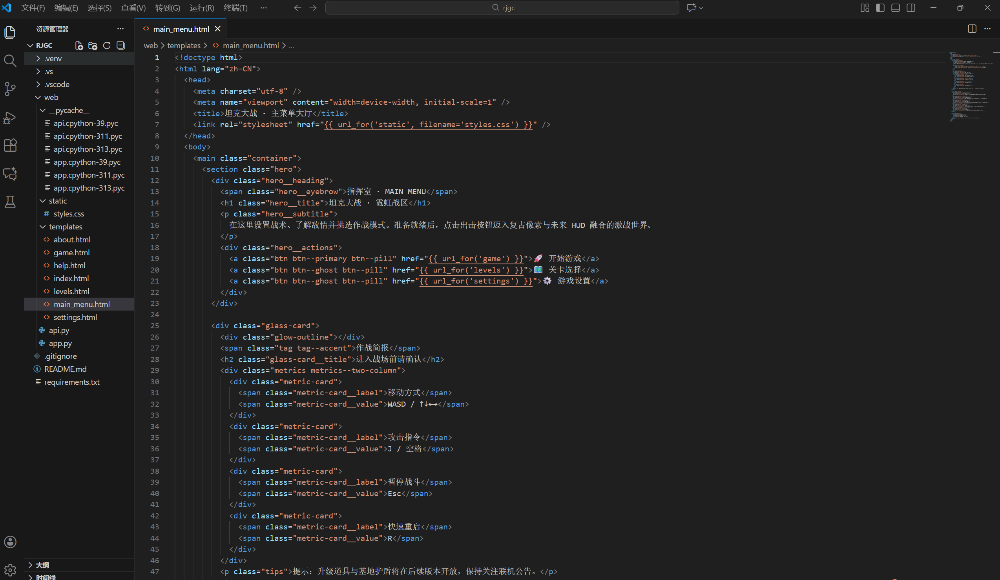 文件(F) 编辑(E) 选择(S) 查看(V) 转到(G) 运行(R) 终端(T) ··· rjgc
资源管理器 ···
RJGC
.venv
.vs
.vscode
web
__pycache__
api.cpython-39.pyc
api.cpython-311.pyc
api.cpython-313.pyc
app.cpython-39.pyc
app.cpython-311.pyc
app.cpython-313.pyc
static
# styles.css
templates
<> about.html
<> game.html
<> help.html
<> index.html
<> levels.html
<> main_menu.html
<> settings.html
api.py
app.py
.gitignore
README.md
requirements.txt
大纲
时间线
<> main_menu.html
web > templates > <> main_menu.html > ...
1 <!doctype html>
2 <html lang="zh-CN">
3 <head>
4 <meta charset="utf-8" />
5 <meta name="viewport" content="width=device-width, initial-scale=1" />
6 <title>坦克大战 · 主菜单大厅</title>
7 <link rel="stylesheet" href="{{ url_for('static', filename='styles.css') }}" />
8 </head>
9 <body>
10 <main class="container">
11 <section class="hero">
12 <div class="hero__heading">
13 <span class="hero__eyebrow">指挥室 · MAIN MENU</span>
14 <h1 class="hero__title">坦克大战 · 霓虹战区</h1>
15 <p class="hero__subtitle">
16 在这里设置战术、了解敌情并挑选作战模式。准备就绪后，点击出击按钮迈入复古像素与未来 HUD 融合的激战世界。
17 </p>
18 <div class="hero__actions">
19 <a class="btn btn--primary btn--pill" href="{{ url_for('game') }}">🚀 开始游戏</a>
20 <a class="btn btn--ghost btn--pill" href="{{ url_for('levels') }}">🗺️ 关卡选择</a>
21 <a class="btn btn--ghost btn--pill" href="{{ url_for('settings') }}">⚙️ 游戏设置</a>
22 </div>
23 </div>
24
25 <div class="glass-card">
26 <div class="glow-outline"></div>
27 <span class="tag tag--accent">作战简报</span>
28 <h2 class="glass-card__title">进入战场前请确认</h2>
29 <div class="metrics metrics--two-column">
30 <div class="metric-card">
31 <span class="metric-card__label">移动方式</span>
32 <span class="metric-card__value">WASD / ↑↓←→</span>
33 </div>
34 <div class="metric-card">
35 <span class="metric-card__label">攻击指令</span>
36 <span class="metric-card__value">J / 空格</span>
37 </div>
38 <div class="metric-card">
39 <span class="metric-card__label">暂停战斗</span>
40 <span class="metric-card__value">Esc</span>
41 </div>
42 <div class="metric-card">
43 <span class="metric-card__label">快速重启</span>
44 <span class="metric-card__value">R</span>
45 </div>
46 </div>
47 <p class="tips">提示：升级道具与基地护盾将在后续版本开放，保持关注联机公告。</p>